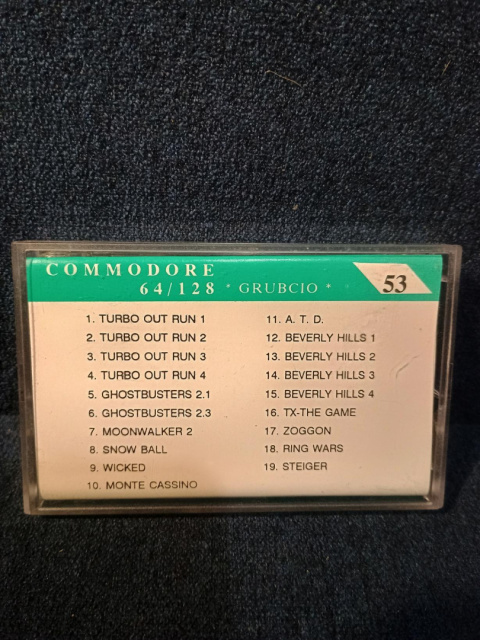 COMMODORE
64/128 * GRUBCIO *
53
1. TURBO OUT RUN 1
2. TURBO OUT RUN 2
3. TURBO OUT RUN 3
4. TURBO OUT RUN 4
5. GHOSTBUSTERS 2.1
6. GHOSTBUSTERS 2.3
7. MOONWALKER 2
8. SNOW BALL
9. WICKED
10. MONTE CASSINO
11. A. T. D.
12. BEVERLY HILLS 1
13. BEVERLY HILLS 2
14. BEVERLY HILLS 3
15. BEVERLY HILLS 4
16. TX-THE GAME
17. ZOGGON
18. RING WARS
19. STEIGER